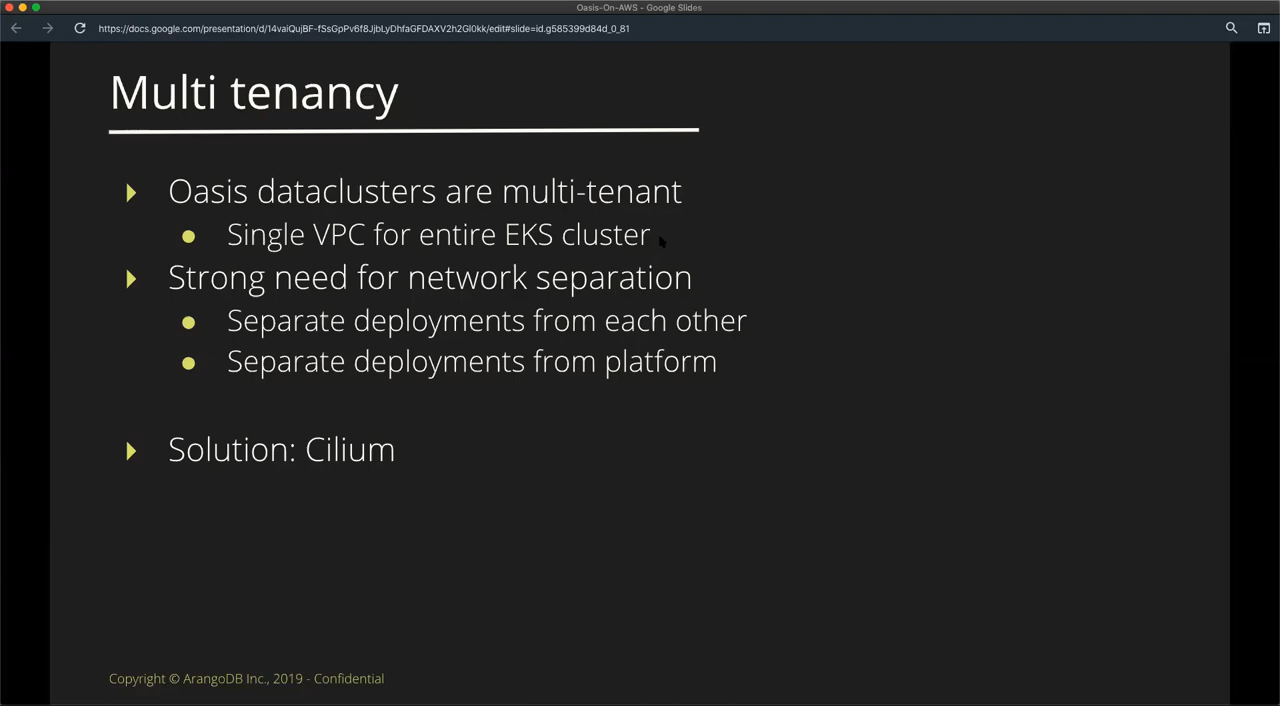 Oasis-On-AWS - Google Slides
https://docs.google.com/presentation/d/14vaiQujBF-fSsGpPv6f8JjbLyDhfaGFDAXV2h2Gl0kk/edit#slide=id.g585399d84d_0_81
Multi tenancy
Oasis dataclusters are multi-tenant
Single VPC for entire EKS cluster
Strong need for network separation
Separate deployments from each other
Separate deployments from platform
Solution: Cilium
Copyright © ArangoDB Inc., 2019 - Confidential